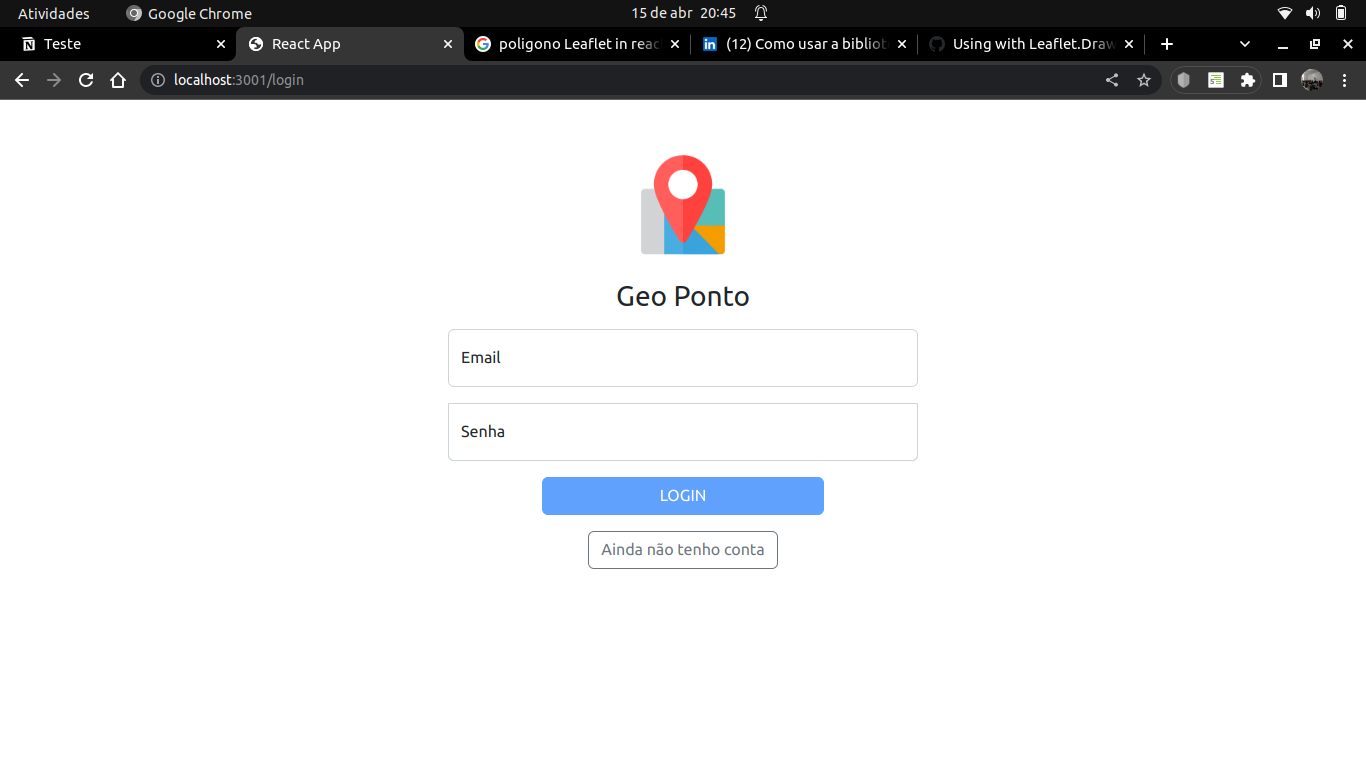 Atividades Google Chrome 15 de abr 20:45
Teste React App poligono Leaflet in reac (12) Como usar a bibliot Using with Leaflet.Draw
localhost:3001/login
Geo Ponto
Email
Senha
LOGIN
Ainda não tenho conta